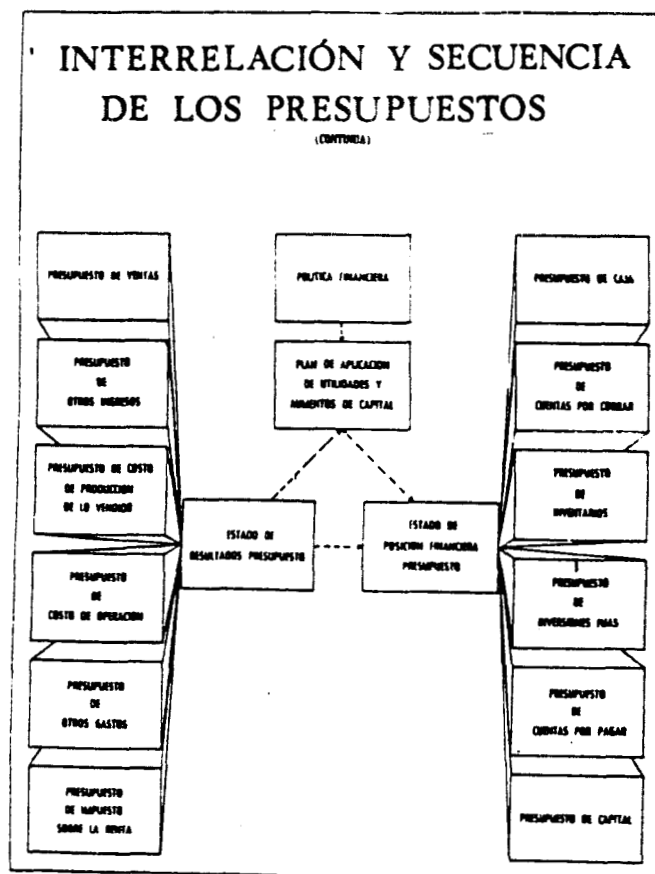 INTERRELACIÓN Y SECUENCIA
DE LOS PRESUPUESTOS
(CONTINUA)
PRESUPUESTO DE VENTAS
PRESUPUESTO
DE
OTROS INGRESOS
PRESUPUESTO DE COSTO
DE PRODUCCION
DE LO VENDIDO
PRESUPUESTO
DE
COSTO DE OPERACION
PRESUPUESTO
DE
OTROS GASTOS
PRESUPUESTO
DE IMPUESTO
SOBRE LA RENTA
POLITICA FINANCIERA
PLAN DE APLICACION
DE UTILIDADES Y
AUMENTOS DE CAPITAL
ESTADO DE
RESULTADOS PRESUPUESTO
ESTADO DE
POSICION FINANCIERA
PRESUPUESTO
PRESUPUESTO DE CAJA
PRESUPUESTO
DE
CUENTAS POR COBRAR
PRESUPUESTO
DE
INVENTARIOS
PRESUPUESTO
DE
INVERSIONES FIJAS
PRESUPUESTO
DE
CUENTAS POR PAGAR
PRESUPUESTO DE CAPITAL